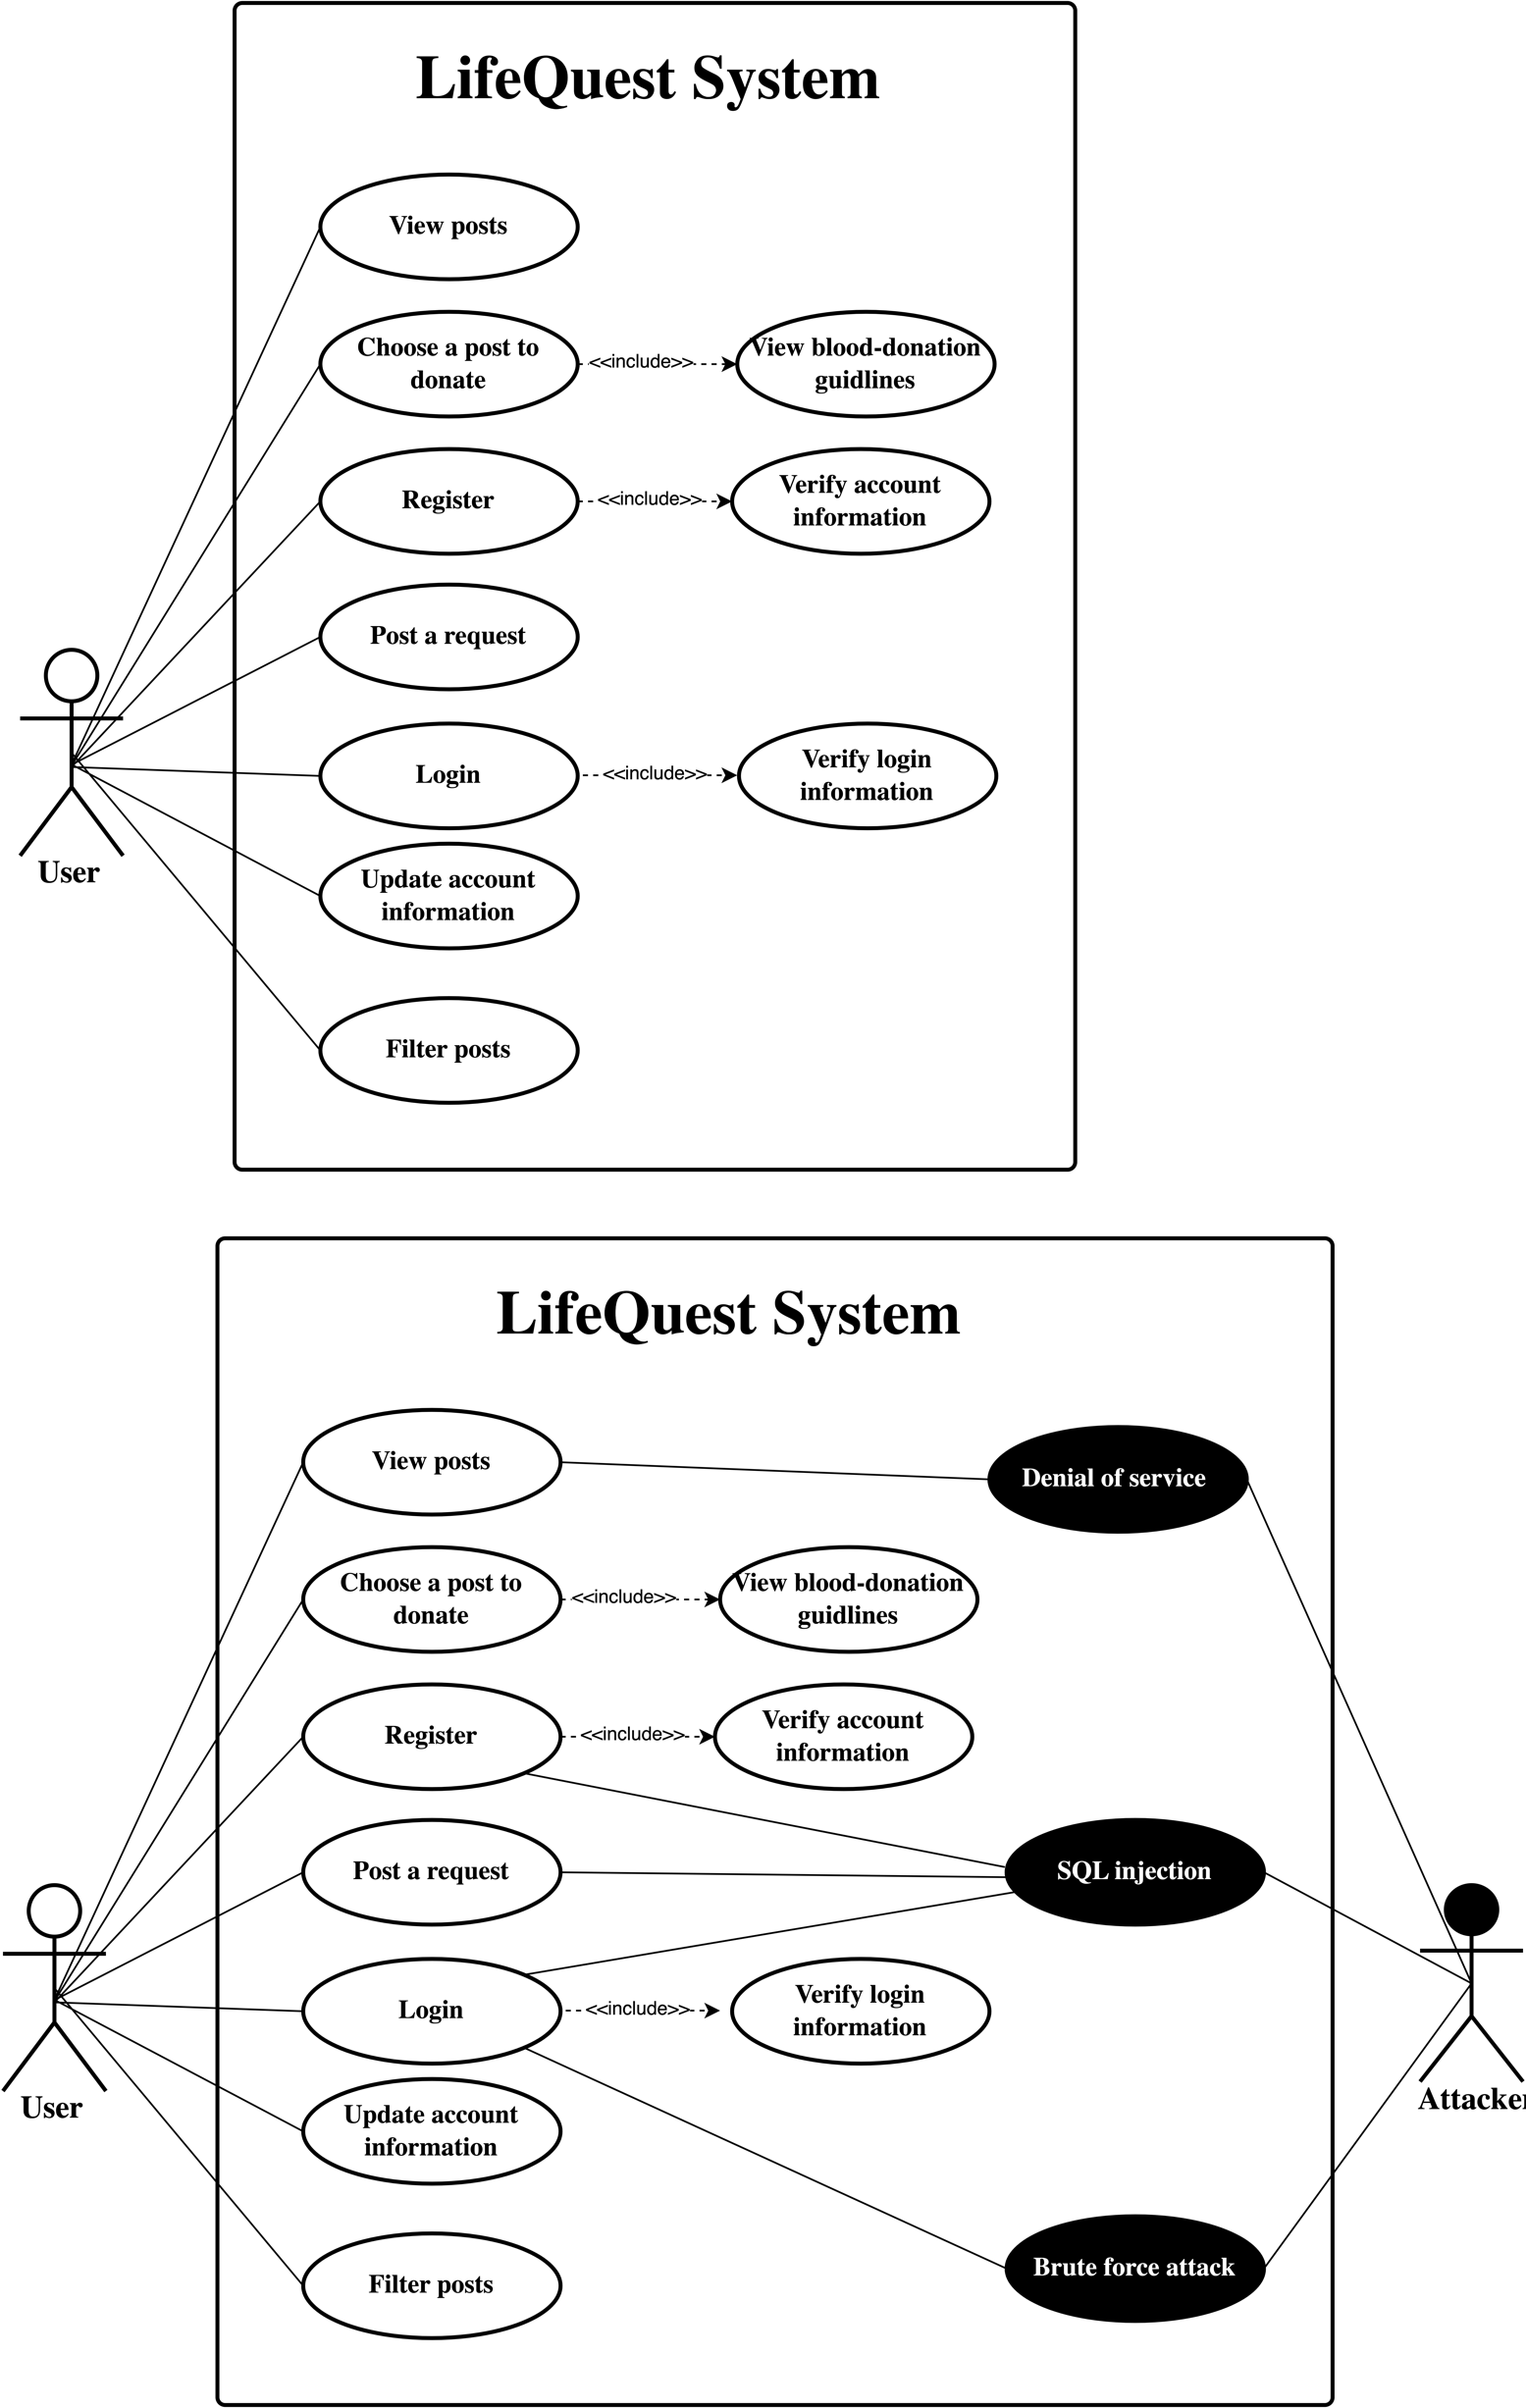 LifeQuest System
View posts
Choose a post to
donate
<<include>>
View blood-donation
guidlines
Register
<<include>>
Verify account
information
Post a request
Login
<<include>>
Verify login
information
User
Update account
information
Filter posts
LifeQuest System
View posts
Denial of service
Choose a post to
donate
<<include>>
View blood-donation
guidlines
Register
<<include>>
Verify account
information
Post a request
SQL injection
Login
<<include>>
Verify login
information
User
Attacker
Update account
information
Filter posts
Brute force attack